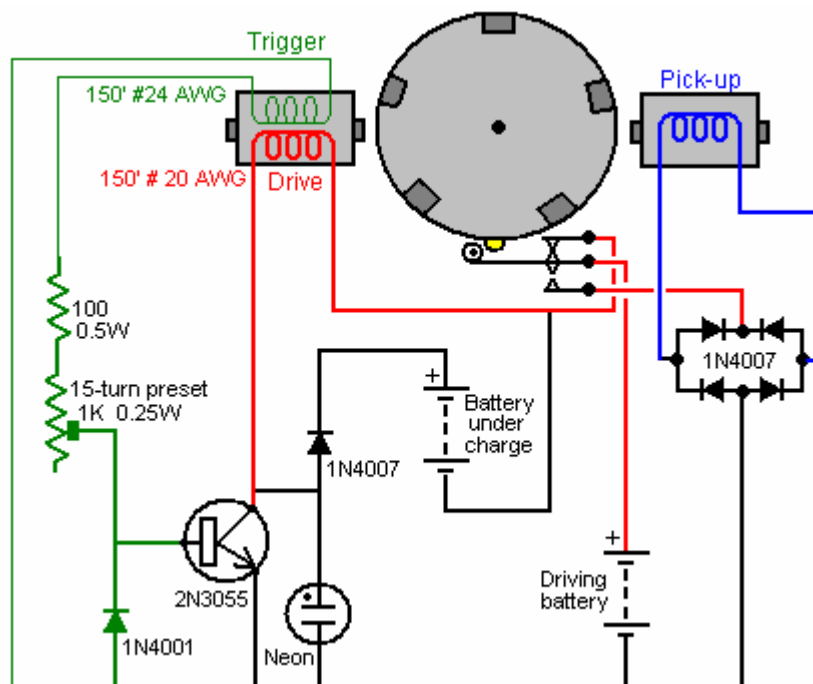 Trigger
150' #24 AWG
Pick-up
150' # 20 AWG
Drive
100
0.5W
15-turn preset
1K 0.25W
1N4007
+
Battery
under
charge
1N4007
+
2N3055
Driving
battery
1N4001
Neon